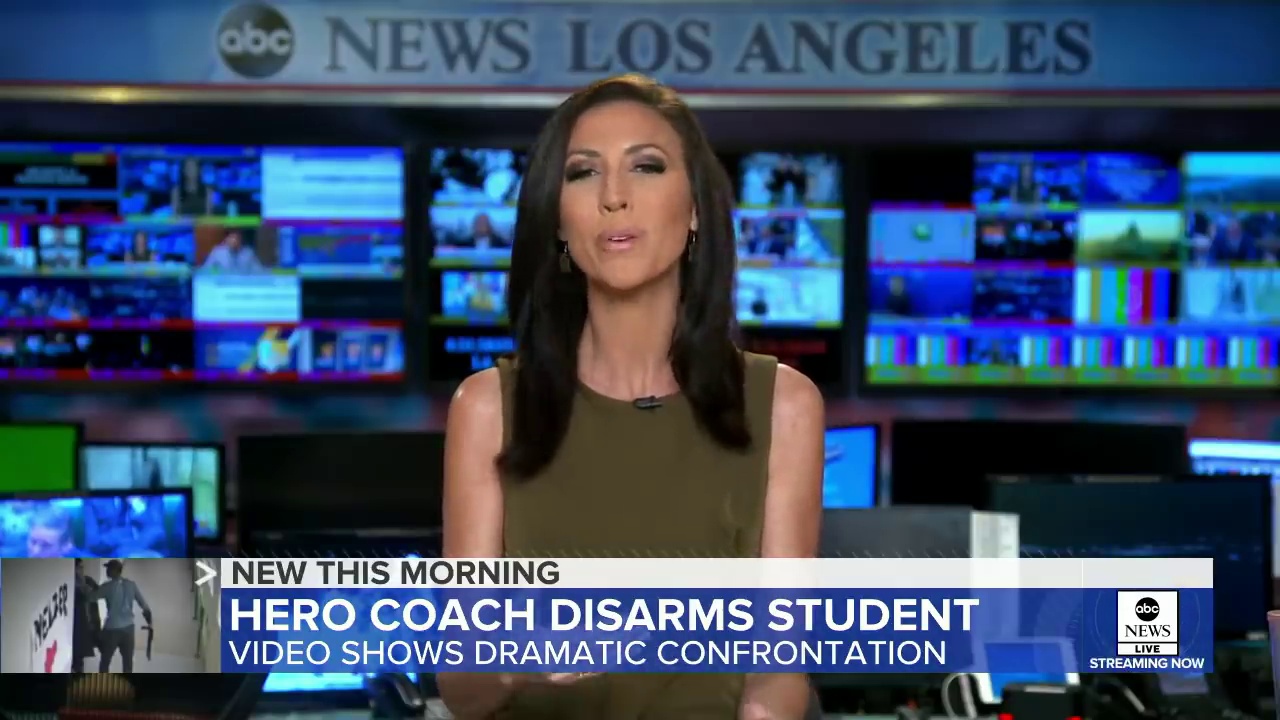 abc NEWS LOS ANGELES
NEW THIS MORNING
HERO COACH DISARMS STUDENT
VIDEO SHOWS DRAMATIC CONFRONTATION
abc
NEWS
LIVE
STREAMING NOW